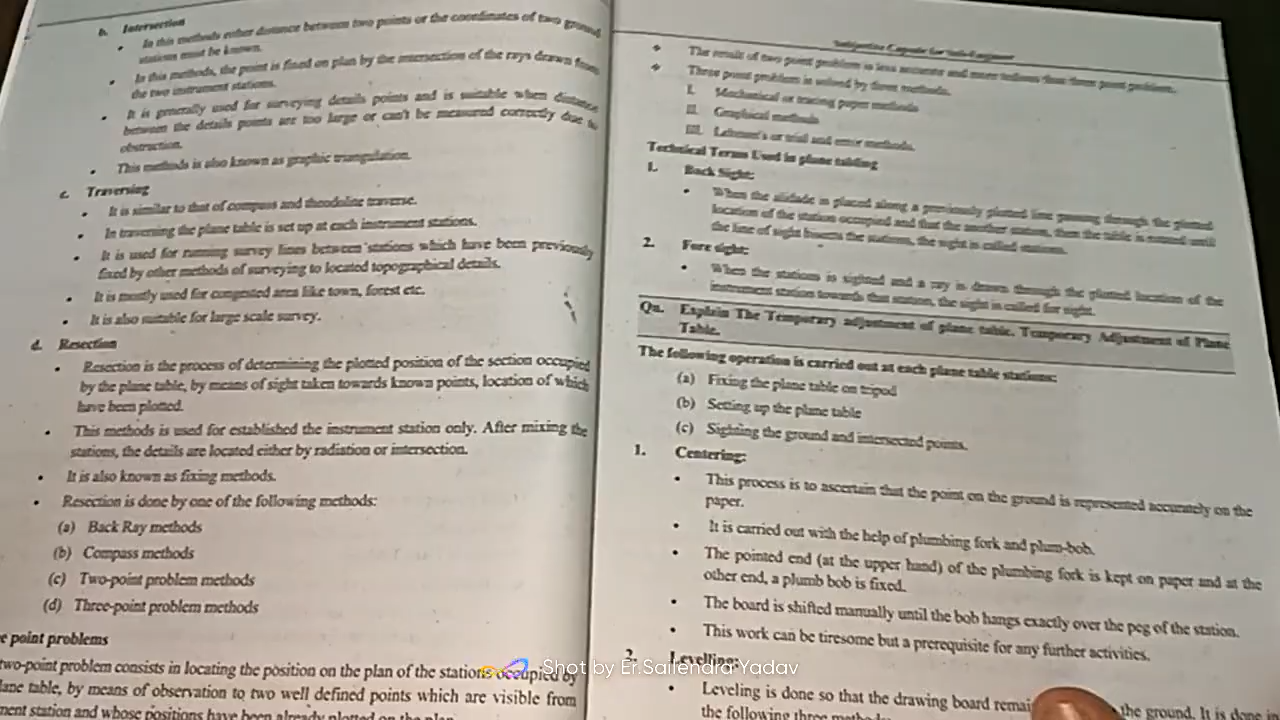 b. Intersection
• In this methods either distance between two points or the coordinates of two ground
stations must be known.
• In this methods, the point is fixed on plan by the intersection of the rays drawn from
the two instrument stations.
• It is generally used for surveying details points and is suitable when distance
between the details points are too large or can't be measured correctly due to
obstruction.
• This methods is also known as graphic triangulation.
c. Traversing
• It is similar to that of compass and theodolite traverse.
• In traversing the plane table is set up at each instrument stations.
• It is used for running survey lines between stations which have been previously
fixed by other methods of surveying to located topographical details.
• It is mostly used for congested area like town, forest etc.
• It is also suitable for large scale survey.
d. Resection
• Resection is the process of determining the plotted position of the section occupied
by the plane table, by means of sight taken towards known points, location of which
have been plotted.
• This methods is used for established the instrument station only. After mixing the
stations, the details are located either by radiation or intersection.
• It is also known as fixing methods.
• Resection is done by one of the following methods:
(a) Back Ray methods
(b) Compass methods
(c) Two-point problem methods
(d) Three-point problem methods
e point problems
two-point problem consists in locating the position on the plan of the stations occupied by
lane table, by means of observation to two well defined points which are visible from
ment station and whose positions have been already plotted on the plan
The result of two point problem is less accurate and more tedious than three point problem.
Three point problem is solved by three methods.
I. Mechanical or tracing paper methods
II. Graphical methods
III. Lehman's or trial and error methods.
Technical Terms Used in plane tabling
1. Back Sight:
• When the alidade is placed along a previously plotted line passing through the plotted
location of the station occupied and that the another station, then the table is rotated until
the line of sight bisects the stations, the sight is called stations.
2. Fore sight:
• When the stations is sighted and a ray is drawn through the plotted location of the
instrument station towards that station, the sight is called for sight.
Qn. Explain The Temporary adjustment of plane table. Temporary Adjustment of Plane
Table.
The following operation is carried out at each plane table stations:
(a) Fixing the plane table on tripod
(b) Setting up the plane table
(c) Sighting the ground and intersected points.
1. Centering:
• This process is to ascertain that the point on the ground is represented accurately on the
paper.
• It is carried out with the help of plumbing fork and plum-bob.
• The pointed end (at the upper hand) of the plumbing fork is kept on paper and at the
other end, a plumb bob is fixed.
• The board is shifted manually until the bob hangs exactly over the peg of the station.
• This work can be tiresome but a prerequisite for any further activities.
2. Levelling:
• Leveling is done so that the drawing board remai the ground. It is done in
the following three methods
Shot by Er.Sailendra Yadav